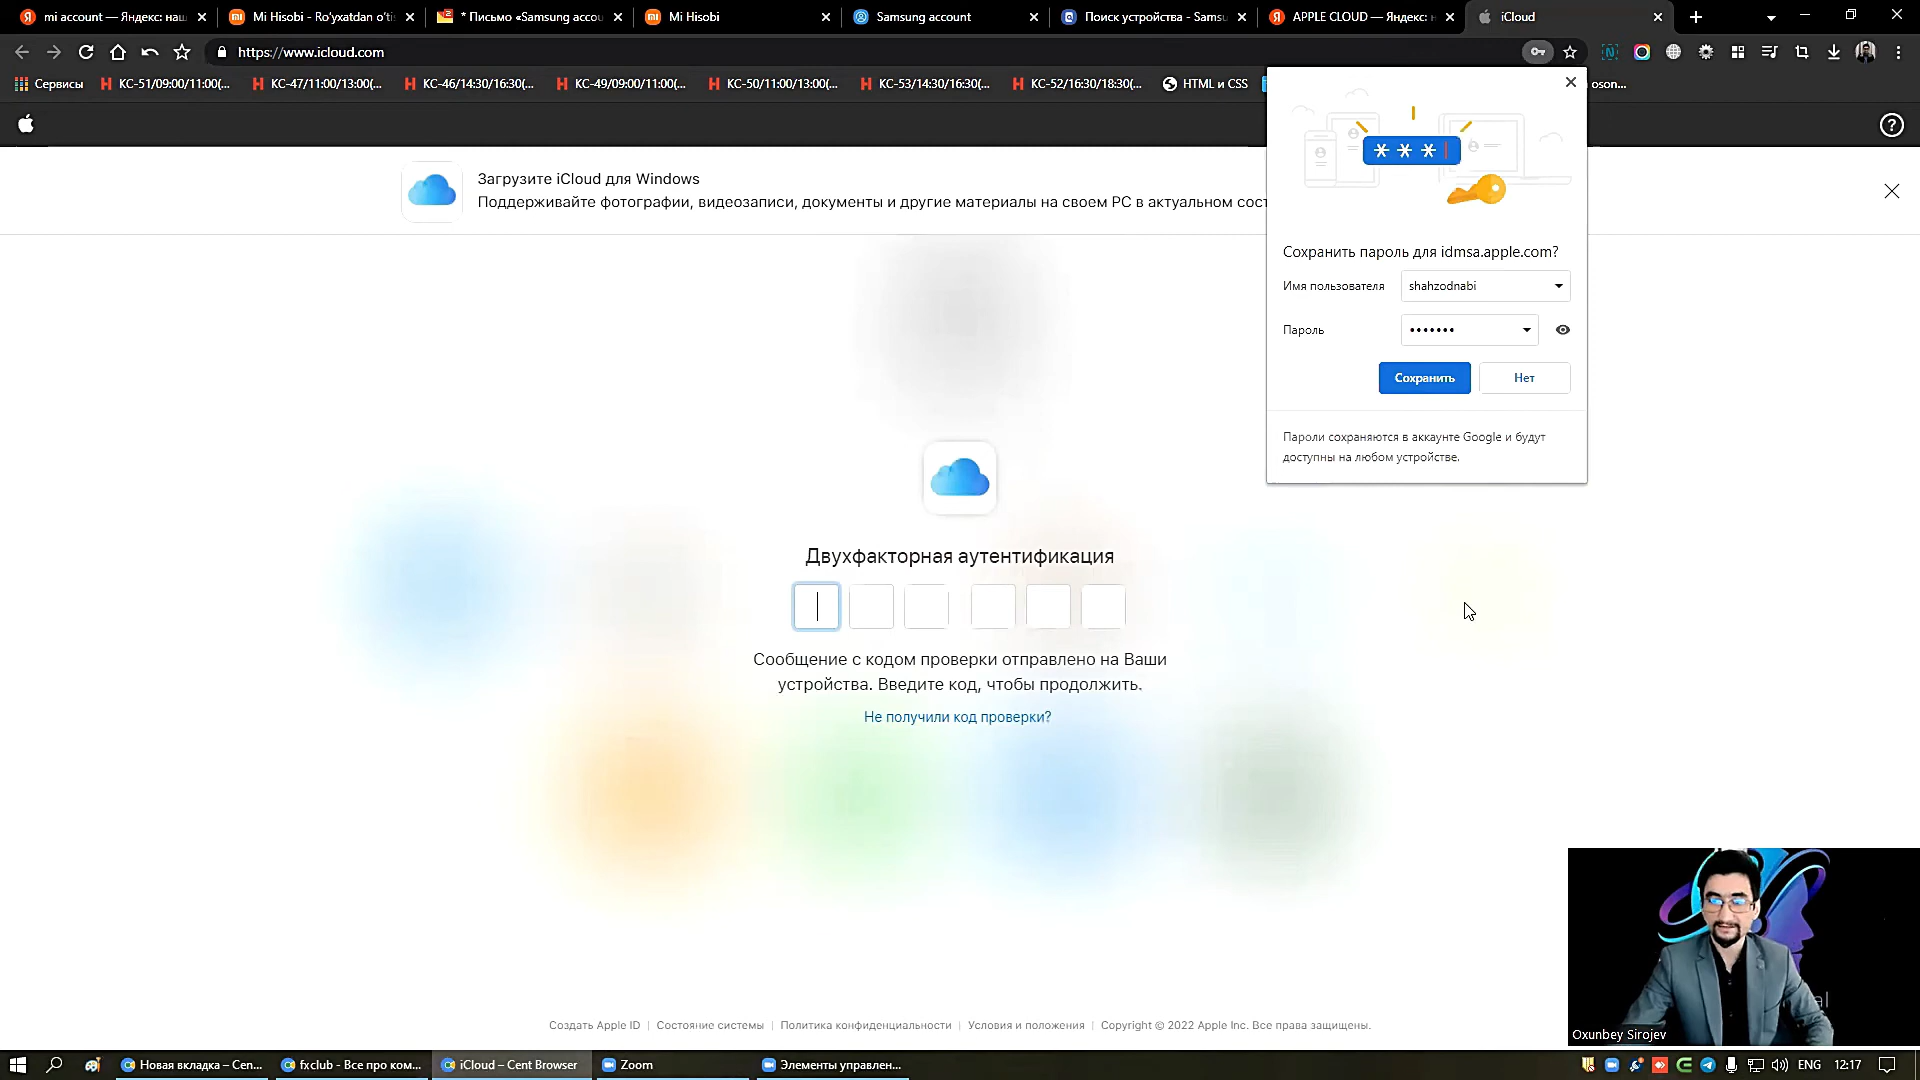 mi account — Яндекс: наш
Mi Hisobi - Ro'yxatdan o'tis
* Письмо «Samsung accou
Mi Hisobi
Samsung account
Поиск устройства - Samsu
APPLE CLOUD — Яндекс: н
iCloud
https://www.icloud.com
Сервисы
КС-51/09:00/11:00(...
КС-47/11:00/13:00(...
КС-46/14:30/16:30(...
КС-49/09:00/11:00(...
КС-50/11:00/13:00(...
КС-53/14:30/16:30(...
КС-52/16:30/18:30(...
HTML и CSS
oson...
Загрузите iCloud для Windows
Поддерживайте фотографии, видеозаписи, документы и другие материалы на своем PC в актуальном сост
***
Сохранить пароль для idmsa.apple.com?
Имя пользователя
shahzodnabi
Пароль
•••••••
Сохранить
Нет
Пароли сохраняются в аккаунте Google и будут
доступны на любом устройстве.
Двухфакторная аутентификация
Сообщение с кодом проверки отправлено на Ваши
устройства. Введите код, чтобы продолжить.
Не получили код проверки?
Oxunbey Sirojev
Создать Apple ID | Состояние системы | Политика конфиденциальности | Условия и положения | Copyright © 2022 Apple Inc. Все права защищены.
Новая вкладка – Cen...
fxclub - Все про ком...
iCloud – Cent Browser
Zoom
Элементы управлен...
ENG
12:17